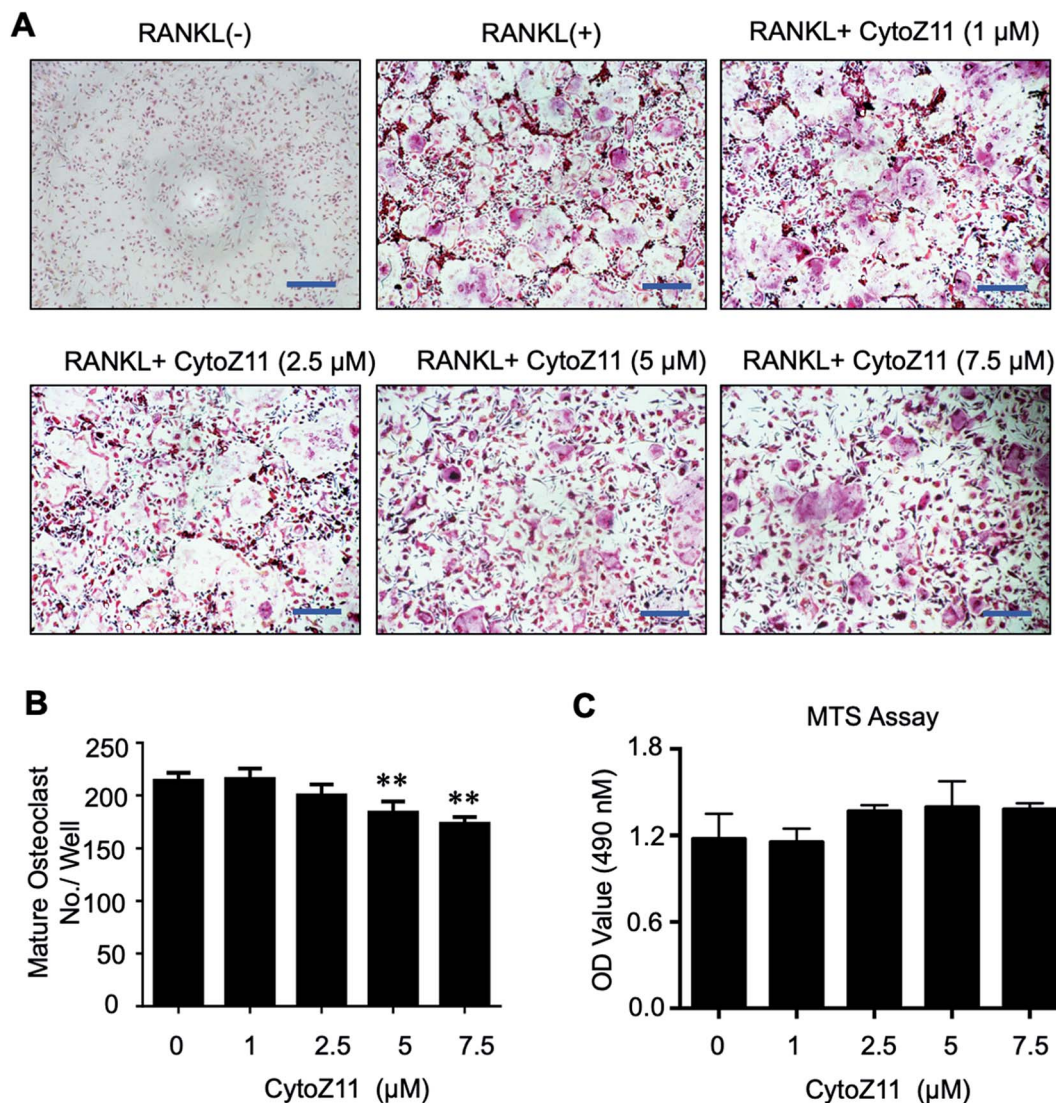 A
RANKL(-)
RANKL(+)
RANKL+ CytoZ11 (1 µM)
RANKL+ CytoZ11 (2.5 µM)
RANKL+ CytoZ11 (5 µM)
RANKL+ CytoZ11 (7.5 µM)
B
Mature Osteoclast
No./ Well
250
200
150
100
50
0
** **
0 1 2.5 5 7.5
CytoZ11 (µM)
C
MTS Assay
OD Value (490 nM)
1.8
1.2
0.6
0.0
0 1 2.5 5 7.5
CytoZ11 (µM)